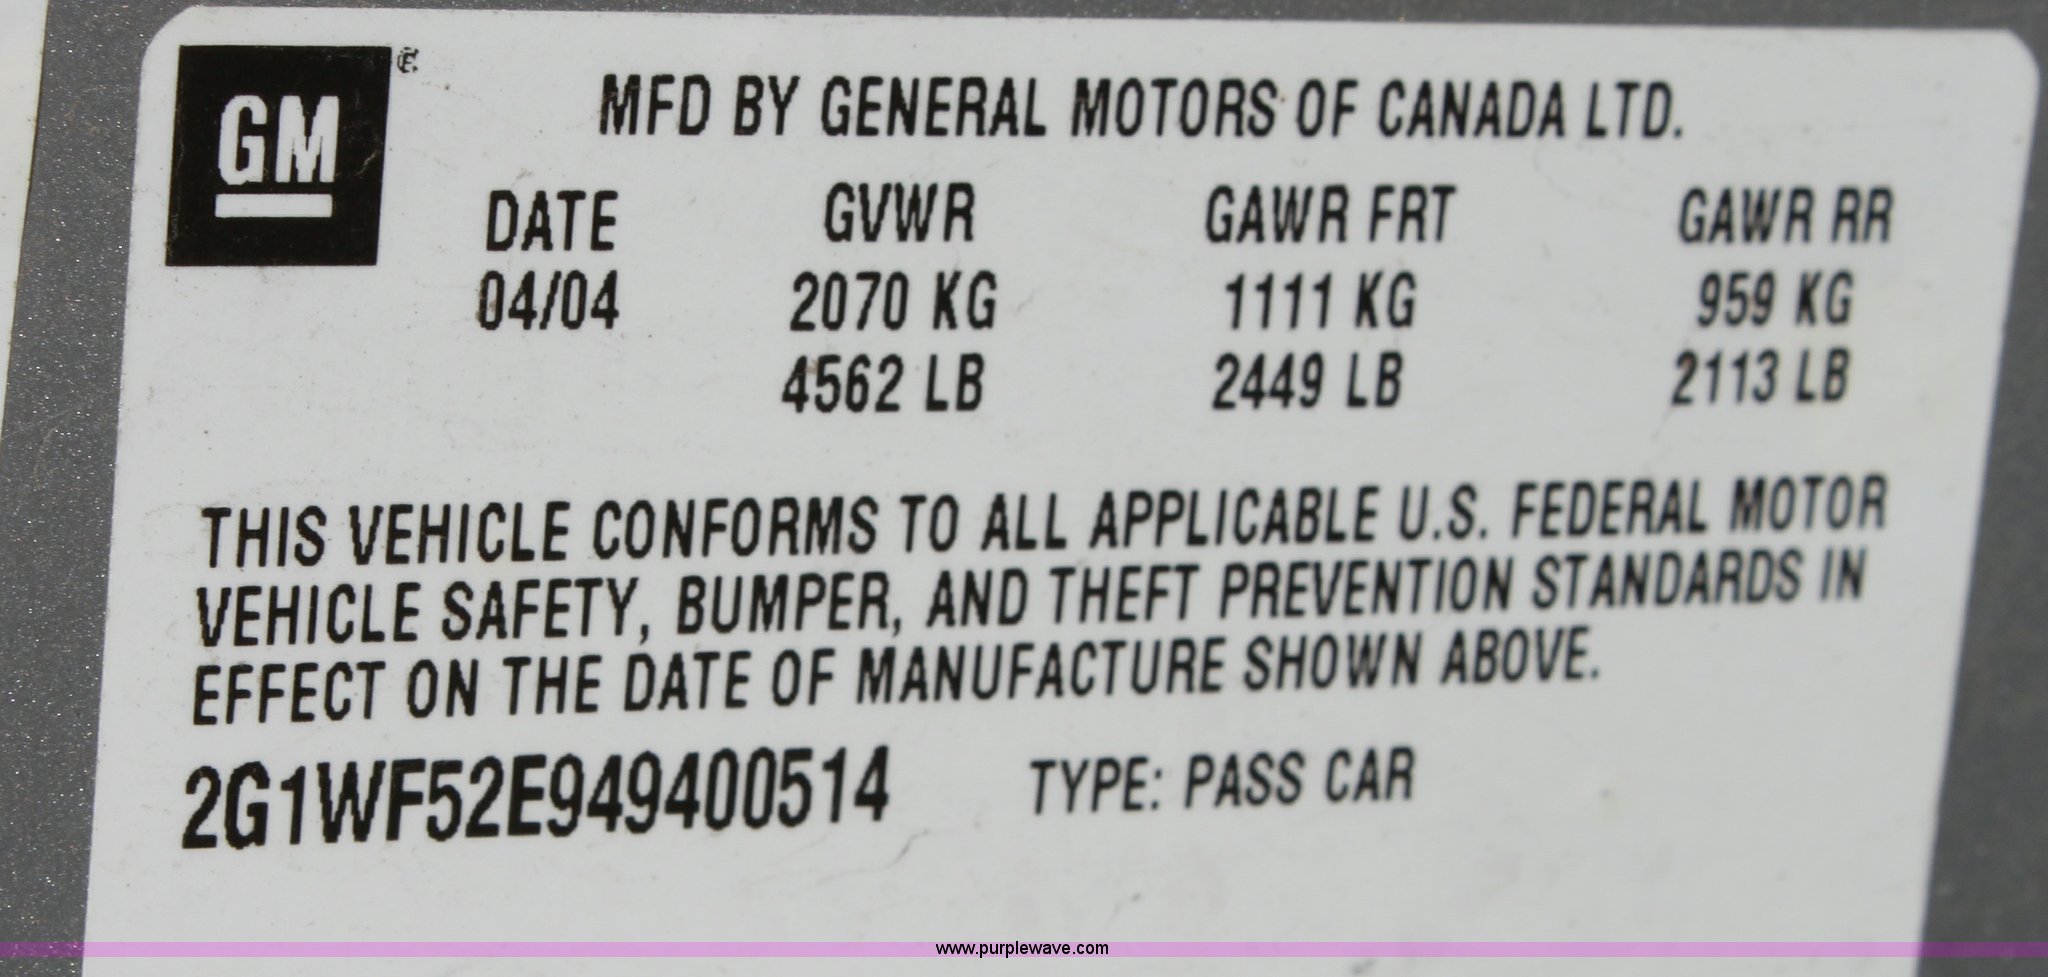 GM ®
MFD BY GENERAL MOTORS OF CANADA LTD.
DATE GVWR GAWR FRT GAWR RR
04/04 2070 KG 1111 KG 959 KG
4562 LB 2449 LB 2113 LB
THIS VEHICLE CONFORMS TO ALL APPLICABLE U.S. FEDERAL MOTOR
VEHICLE SAFETY, BUMPER, AND THEFT PREVENTION STANDARDS IN
EFFECT ON THE DATE OF MANUFACTURE SHOWN ABOVE.
2G1WF52E949400514 TYPE: PASS CAR
www.purplewave.com